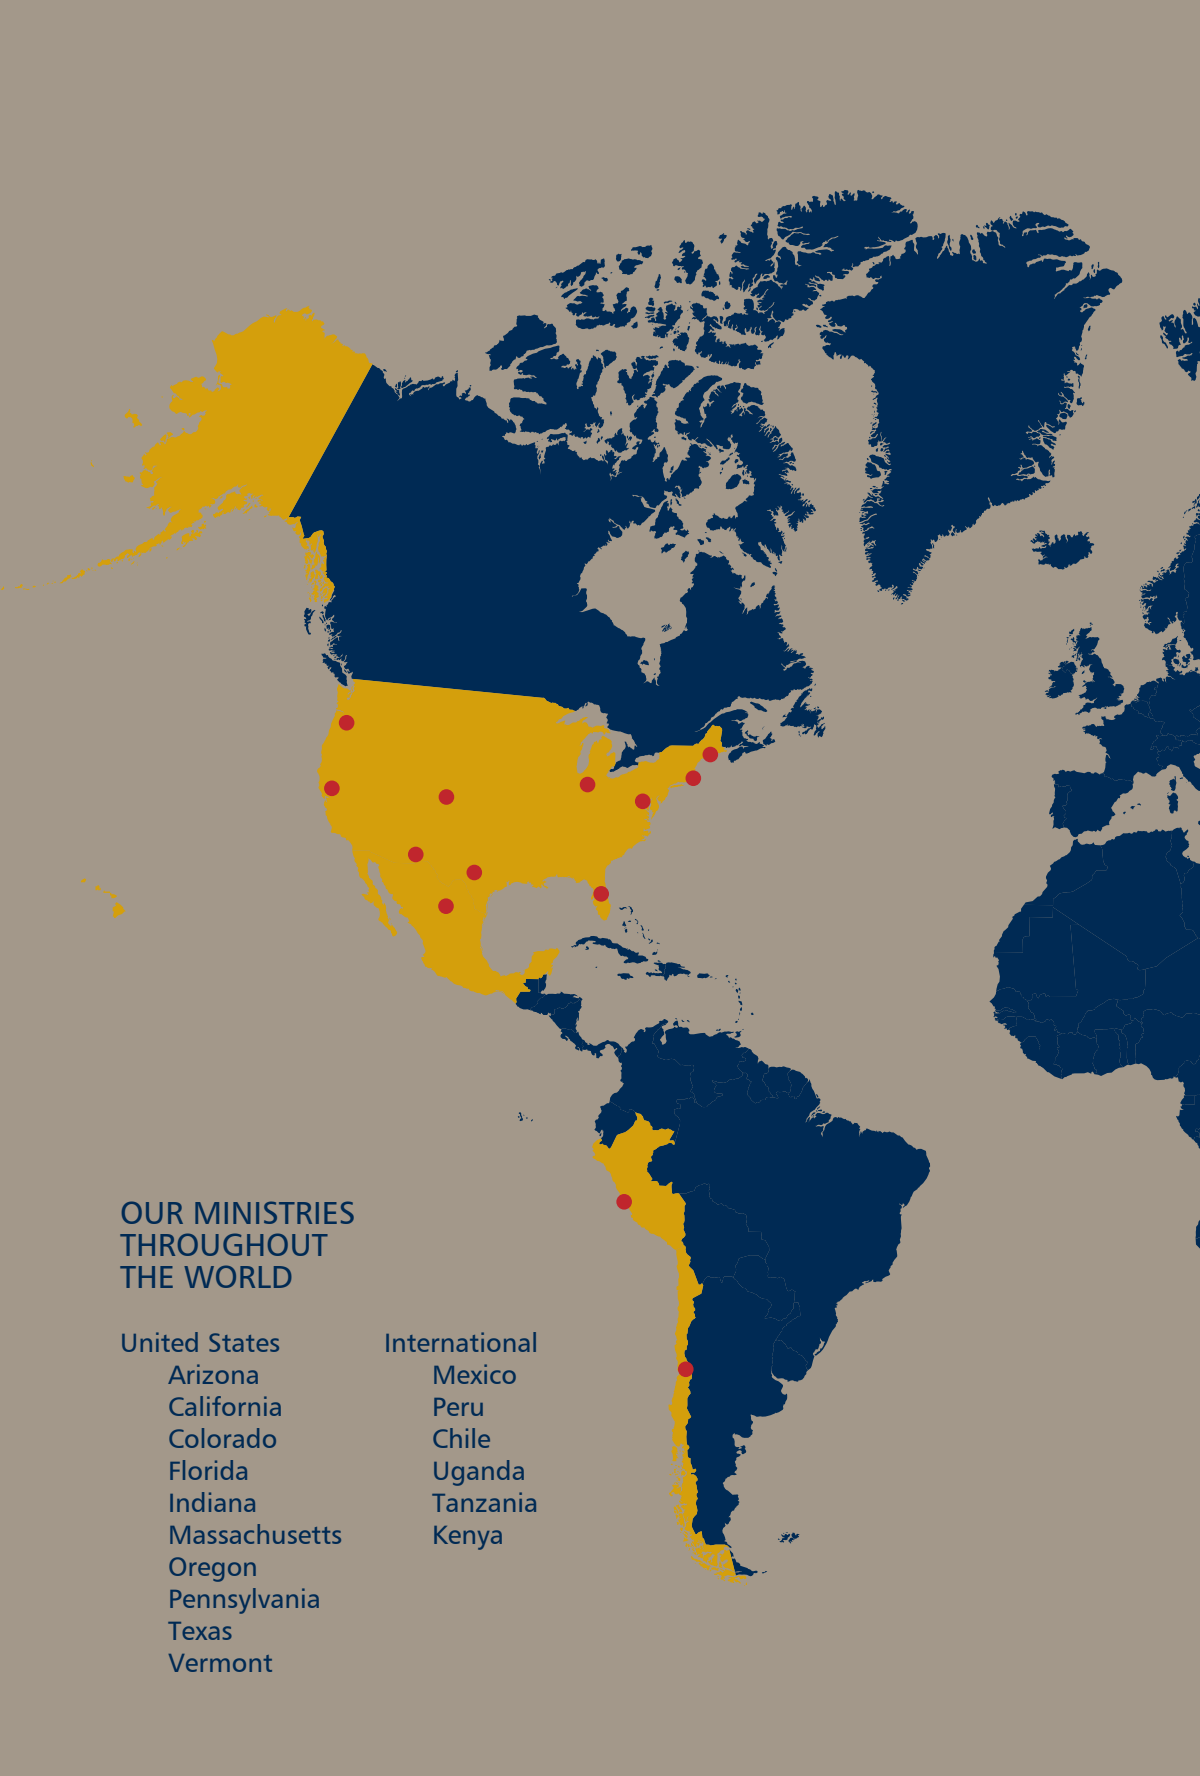 OUR MINISTRIES
THROUGHOUT
THE WORLD
United States
Arizona
California
Colorado
Florida
Indiana
Massachusetts
Oregon
Pennsylvania
Texas
Vermont
International
Mexico
Peru
Chile
Uganda
Tanzania
Kenya